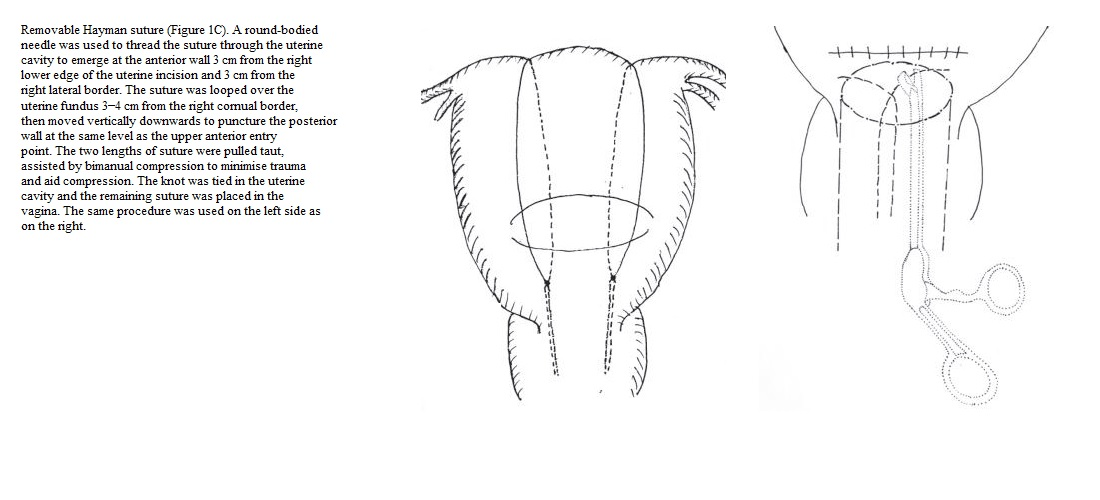 Removable Hayman suture (Figure 1C). A round-bodied
needle was used to thread the suture through the uterine
cavity to emerge at the anterior wall 3 cm from the right
lower edge of the uterine incision and 3 cm from the
right lateral border. The suture was looped over the
uterine fundus 3–4 cm from the right cornual border,
then moved vertically downwards to puncture the posterior
wall at the same level as the upper anterior entry
point. The two lengths of suture were pulled taut,
assisted by bimanual compression to minimise trauma
and aid compression. The knot was tied in the uterine
cavity and the remaining suture was placed in the
vagina. The same procedure was used on the left side as
on the right.